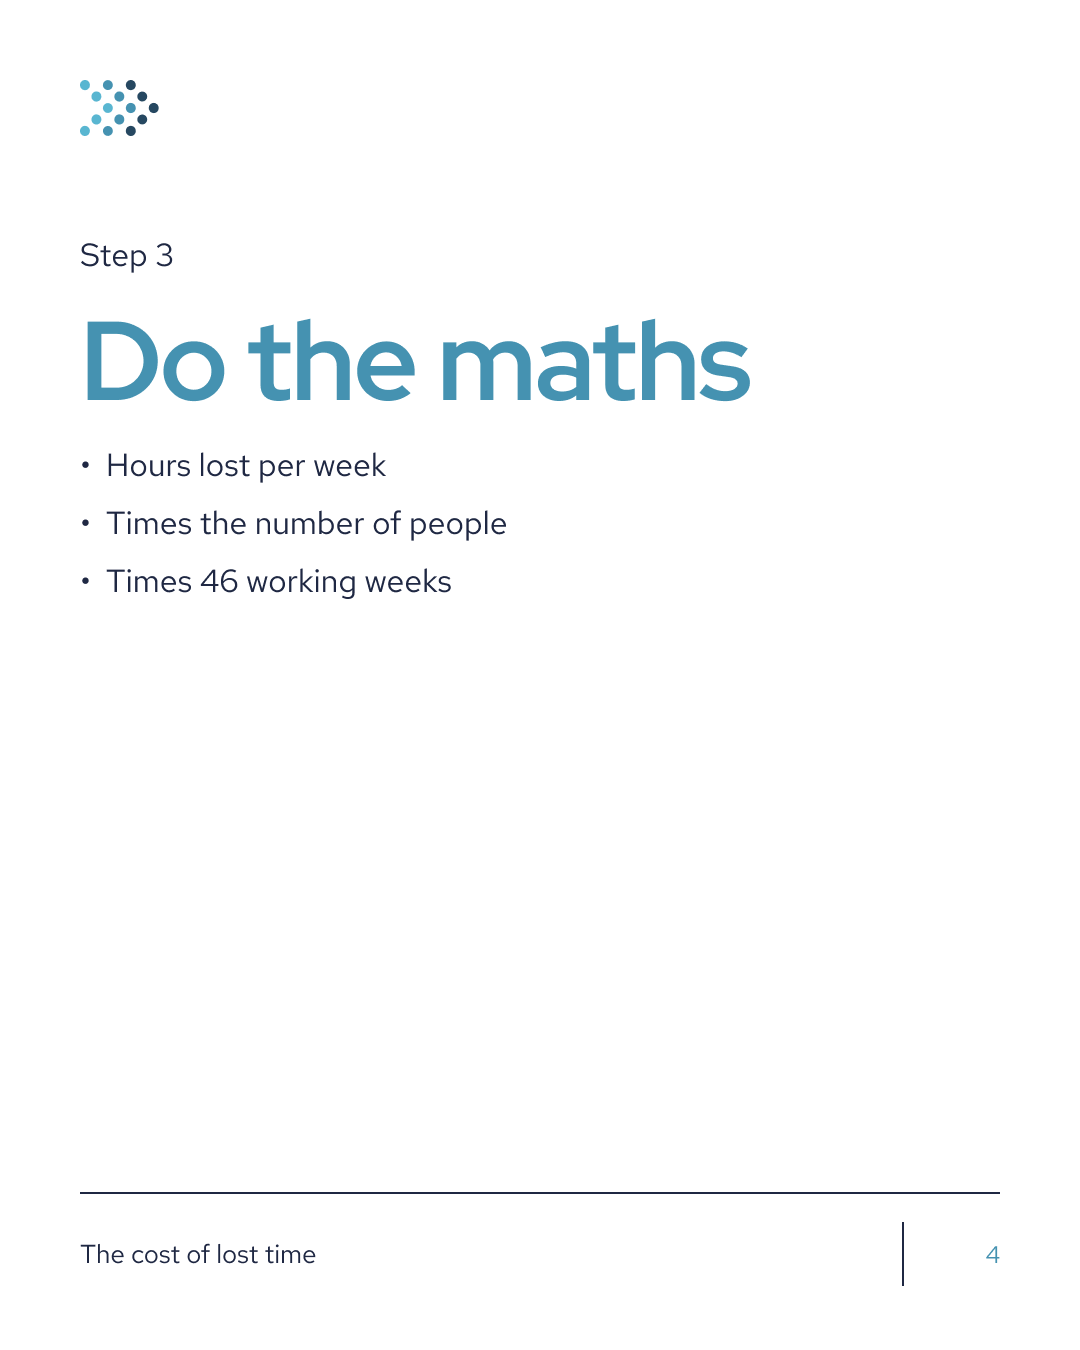 Step 3
Do the maths
• Hours lost per week
• Times the number of people
• Times 46 working weeks
The cost of lost time
4